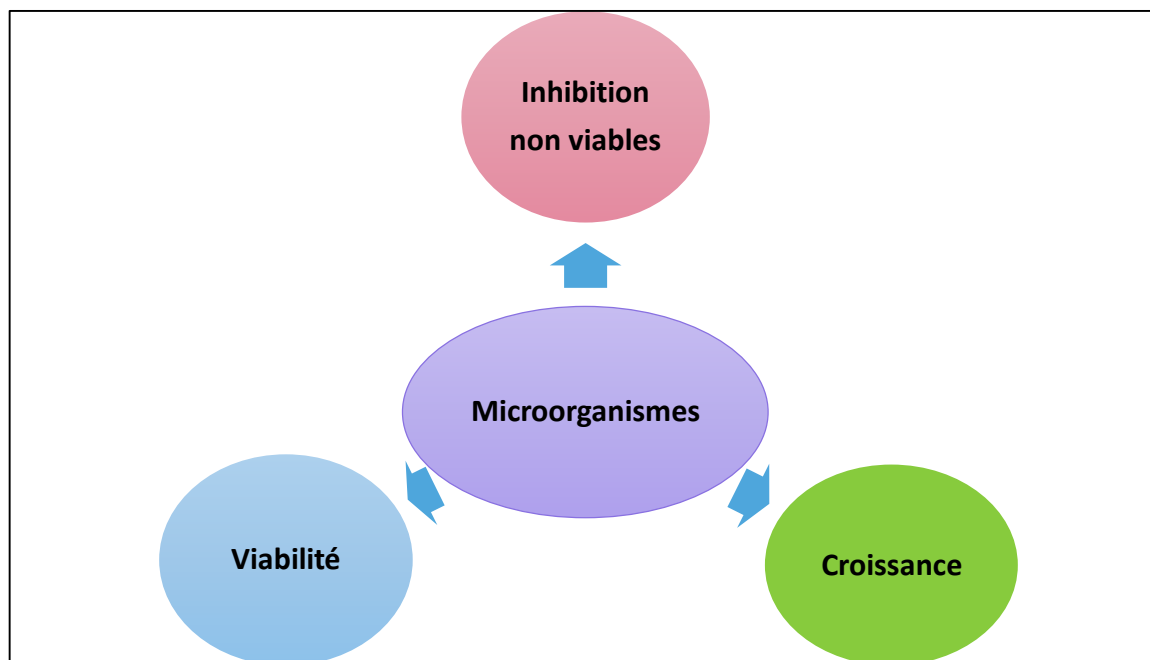 Inhibition
non viables
Microorganismes
Viabilité
Croissance